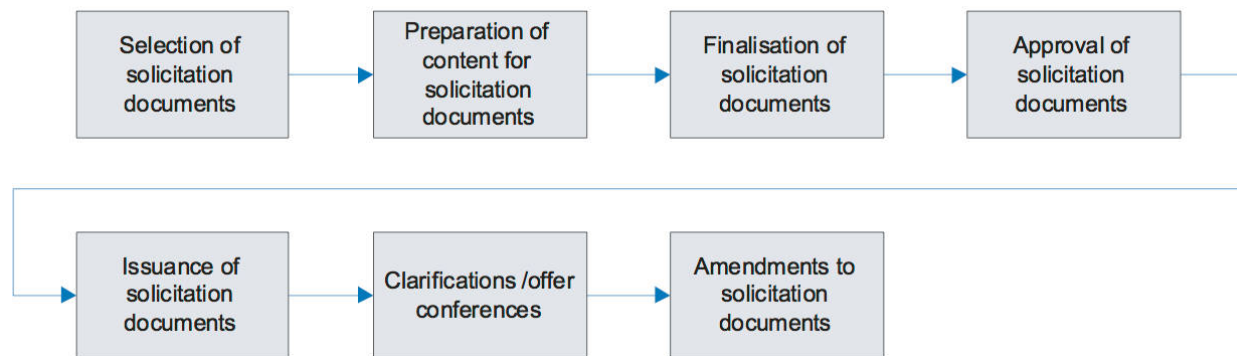 Selection of
solicitation
documents
Preparation of
content for
solicitation
documents
Finalisation of
solicitation
documents
Approval of
solicitation
documents
Issuance of
solicitation
documents
Clarifications /offer
conferences
Amendments to
solicitation
documents